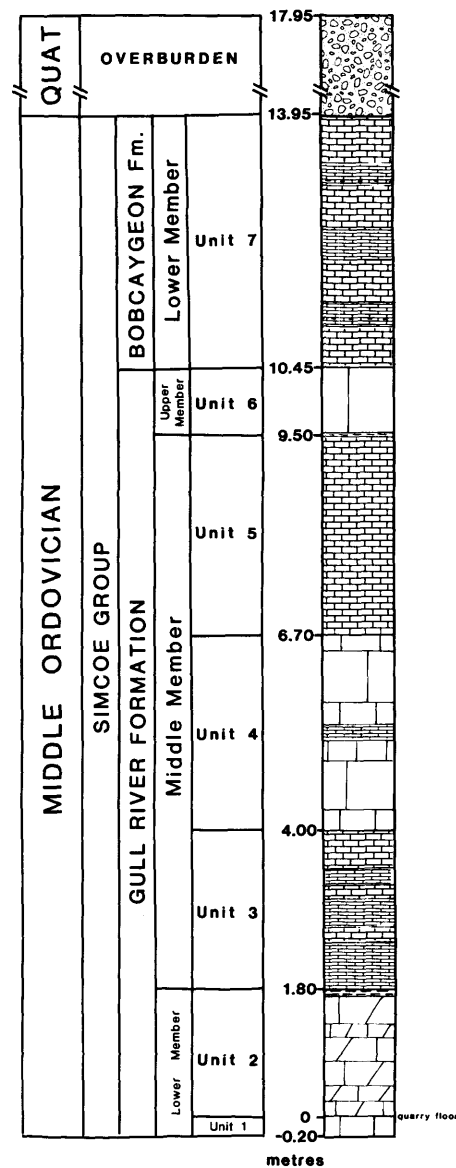 17.95
QUAT
OVERBURDEN
13.95
MIDDLE ORDOVICIAN
SIMCOE GROUP
BOBCAYGEON Fm.
Lower Member
Unit 7
10.45
GULL RIVER FORMATION
Upper Member
Unit 6
9.50
Middle Member
Unit 5
6.70
Unit 4
4.00
Unit 3
1.80
Lower Member
Unit 2
0
quarry floor
Unit 1
-0.20
metres